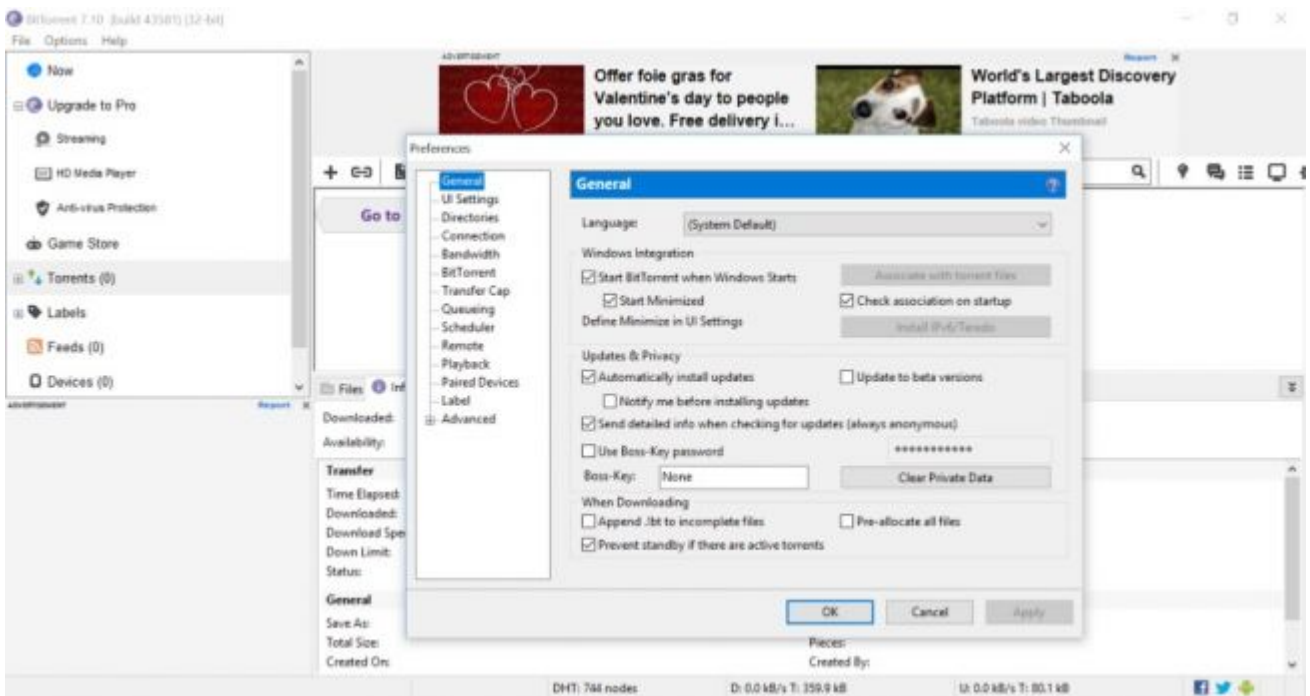 BitTorrent 7.10 (build 43581) (32-bit)
File Options Help
Now
Upgrade to Pro
Streaming
HD Media Player
Anti-virus Protection
Game Store
Torrents (0)
Labels
Feeds (0)
Devices (0)
ADVERTISEMENT
Report
ADVERTISEMENT
Report
Offer foie gras for
Valentine's day to people
you love. Free delivery i...
World's Largest Discovery
Platform | Taboola
Taboola video Thumbnail
Go to
Preferences
General
UI Settings
Directories
Connection
Bandwidth
BitTorrent
Transfer Cap
Queueing
Scheduler
Remote
Playback
Paired Devices
Label
Advanced
General
Language: (System Default)
Windows Integration
Start BitTorrent when Windows Starts
Associate with torrent files
Start Minimized
Check association on startup
Define Minimize in UI Settings
Install IPv6/Teredo
Updates & Privacy
Automatically install updates
Update to beta versions
Notify me before installing updates
Send detailed info when checking for updates (always anonymous)
Use Boss-Key password
***********
Boss-Key: None
Clear Private Data
When Downloading
Append .!bt to incomplete files
Pre-allocate all files
Prevent standby if there are active torrents
OK Cancel Apply
Files Inf
Downloaded:
Availability:
Transfer
Time Elapsed:
Downloaded:
Download Spe
Down Limit:
Status:
General
Save As:
Total Size: Pieces:
Created On: Created By:
DHT: 744 nodes D: 0.0 kB/s T: 359.9 kB U: 0.0 kB/s T: 80.1 kB